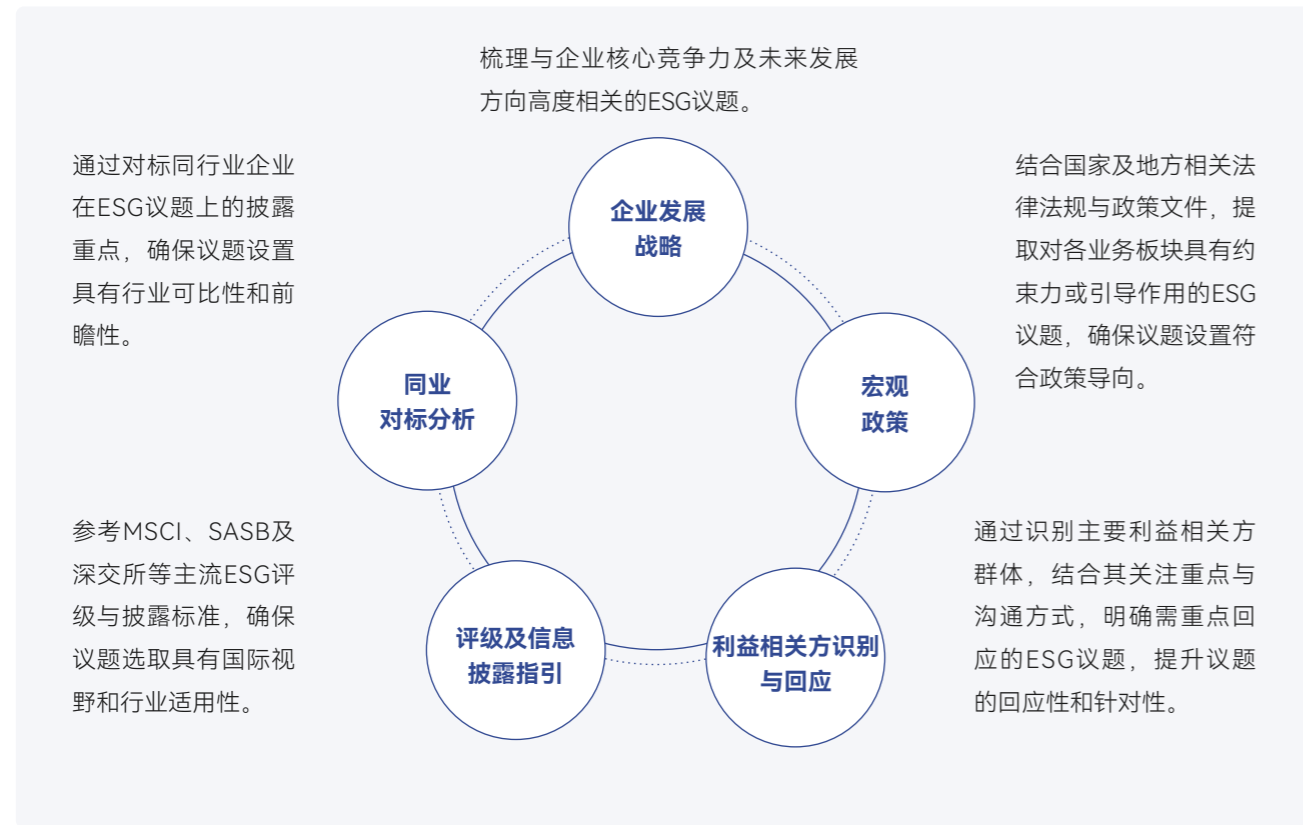 梳理与企业核心竞争力及未来发展
方向高度相关的ESG议题。
企业发展
战略
结合国家及地方相关法
律法规与政策文件，提
取对各业务板块具有约
束力或引导作用的ESG
议题，确保议题设置符
合政策导向。
宏观
政策
通过识别主要利益相关方
群体，结合其关注重点与
沟通方式，明确需重点回
应的ESG议题，提升议题
的回应性和针对性。
利益相关方识别
与回应
参考MSCI、SASB及
深交所等主流ESG评
级与披露标准，确保
议题选取具有国际视
野和行业适用性。
评级及信息
披露指引
通过对标同行业企业
在ESG议题上的披露
重点，确保议题设置
具有行业可比性和前
瞻性。
同业
对标分析